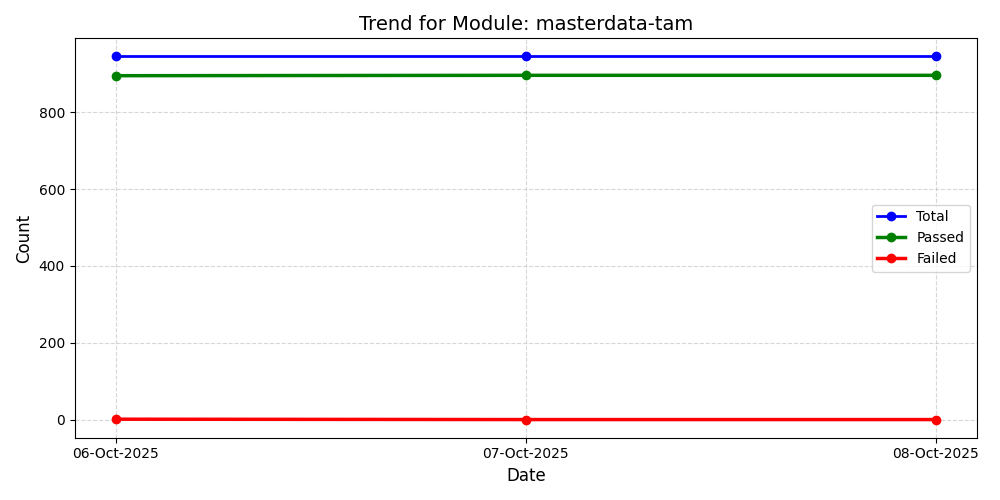 Trend for Module: masterdata-tam
Count
800
600
400
200
0
Total
Passed
Failed
06-Oct-2025 07-Oct-2025 08-Oct-2025
Date